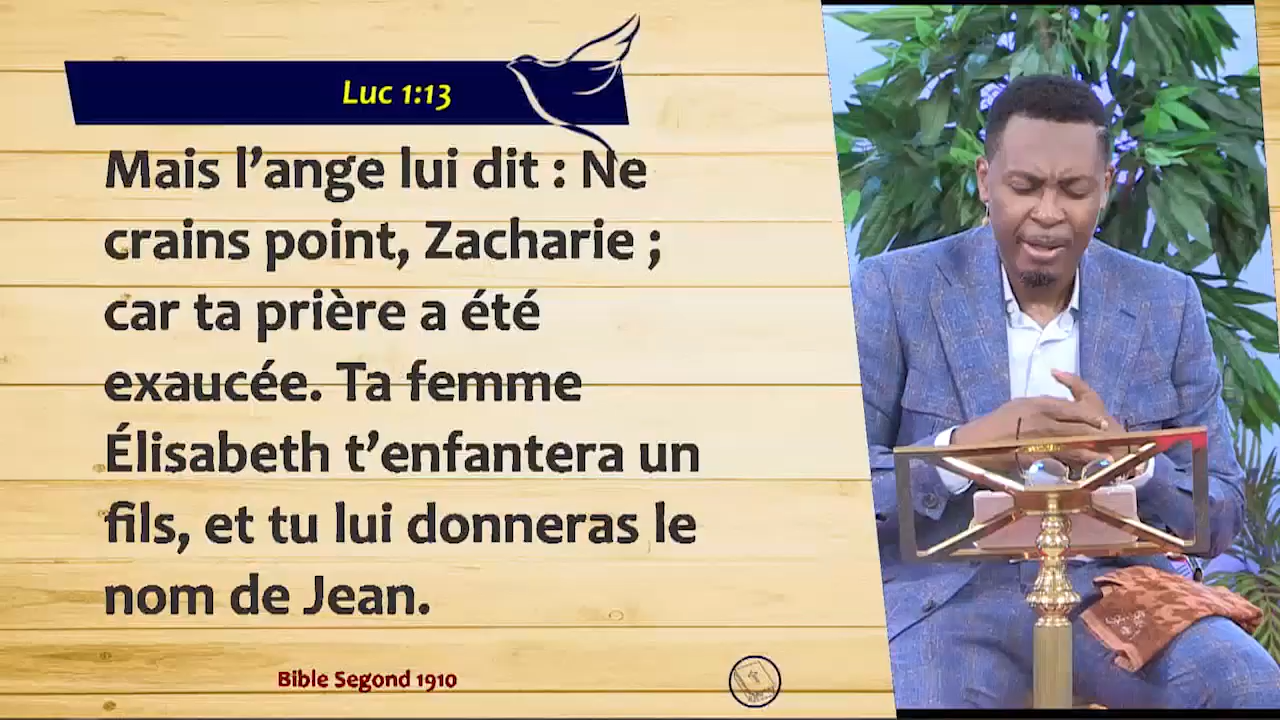 Luc 1:13
Mais l’ange lui dit : Ne
crains point, Zacharie ;
car ta prière a été
exaucée. Ta femme
Élisabeth t’enfantera un
fils, et tu lui donneras le
nom de Jean.
Bible Segond 1910